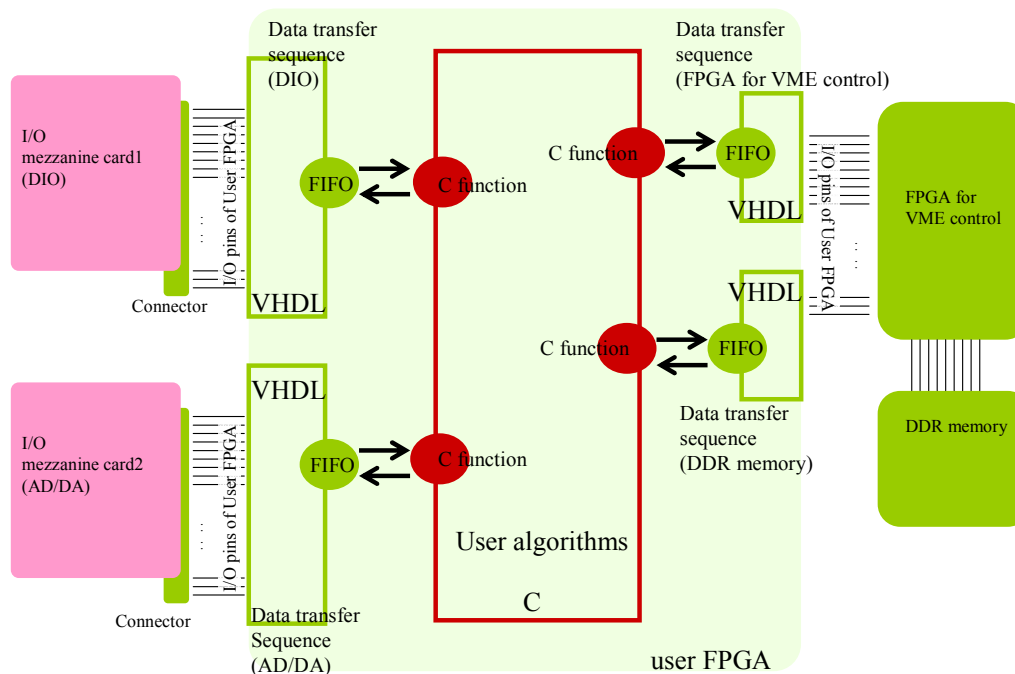 Data transfer
sequence
(DIO)
Data transfer
sequence
(FPGA for VME control)
I/O
mezzanine card1
(DIO)
Connector
I/O pins of User FPGA
VHDL
FIFO
C function
C function
FIFO
VHDL
I/O pins of User FPGA
FPGA for
VME control
VHDL
C function
FIFO
Data transfer
sequence
(DDR memory)
DDR memory
I/O
mezzanine card2
(AD/DA)
Connector
I/O pins of User FPGA
VHDL
FIFO
C function
Data transfer
Sequence
(AD/DA)
User algorithms
C
user FPGA